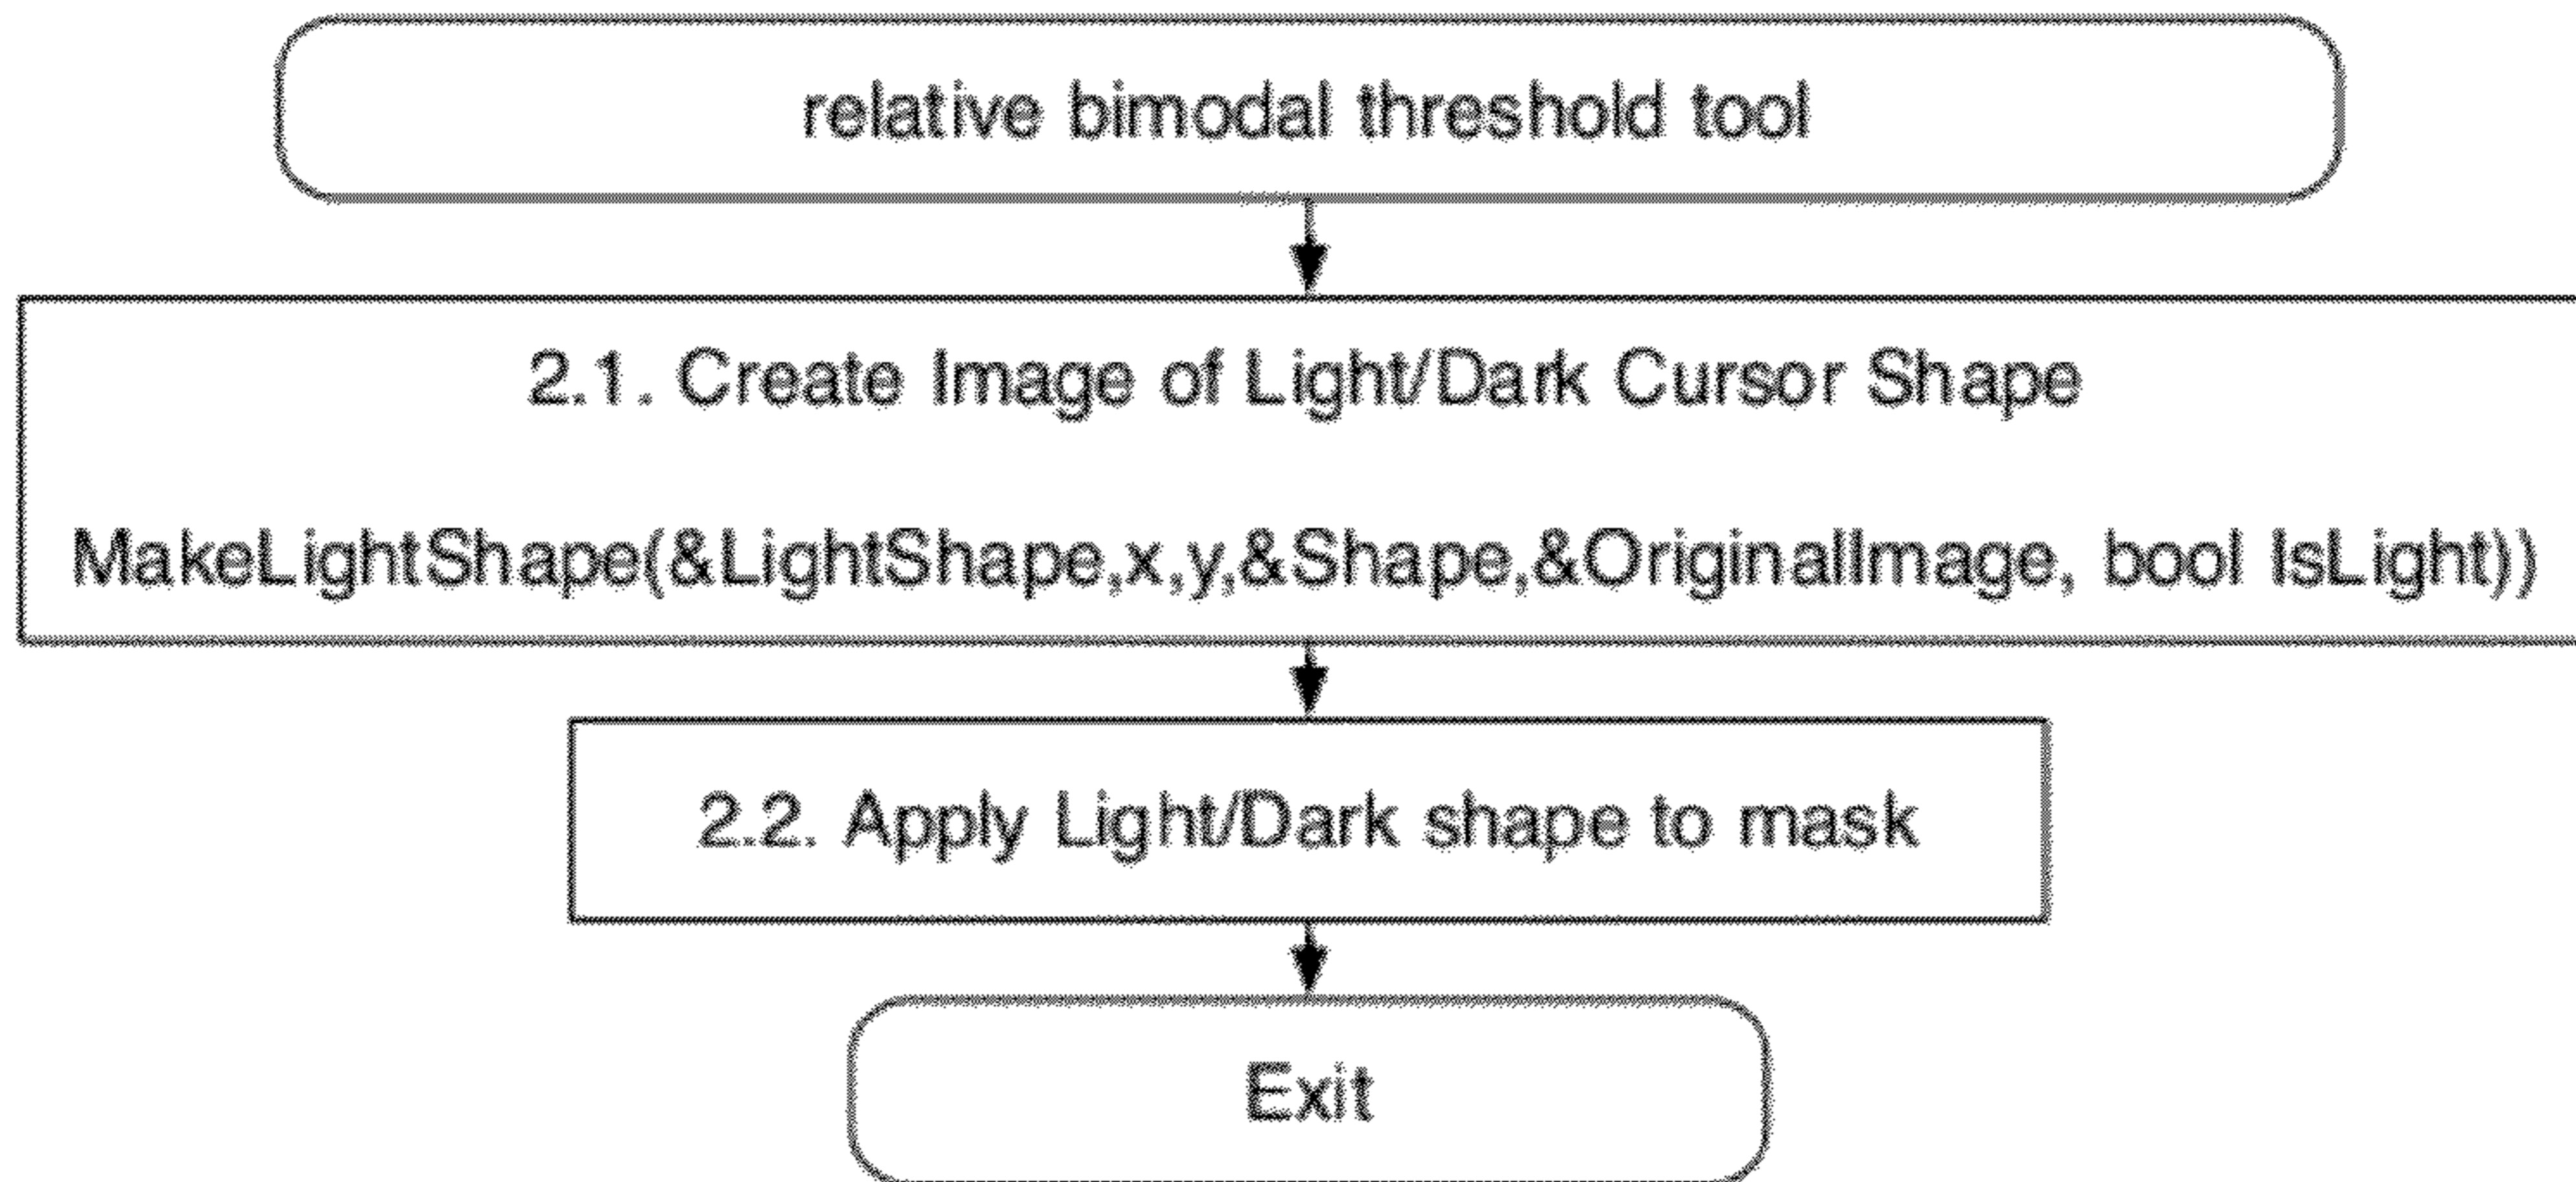 relative bimodal threshold tool
2.1. Create Image of Light/Dark Cursor Shape
MakeLightShape(&LightShape,x,y,&Shape,&OriginalImage, bool IsLight))
2.2. Apply Light/Dark shape to mask
Exit